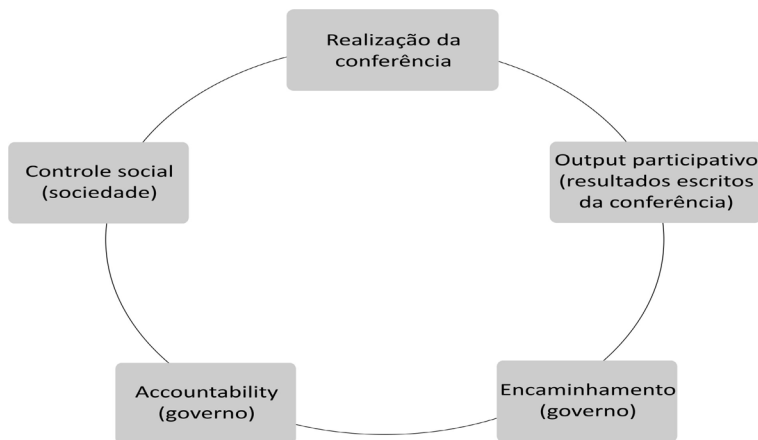 Realização da
conferência
Output participativo
(resultados escritos
da conferência)
Encaminhamento
(governo)
Accountability
(governo)
Controle social
(sociedade)